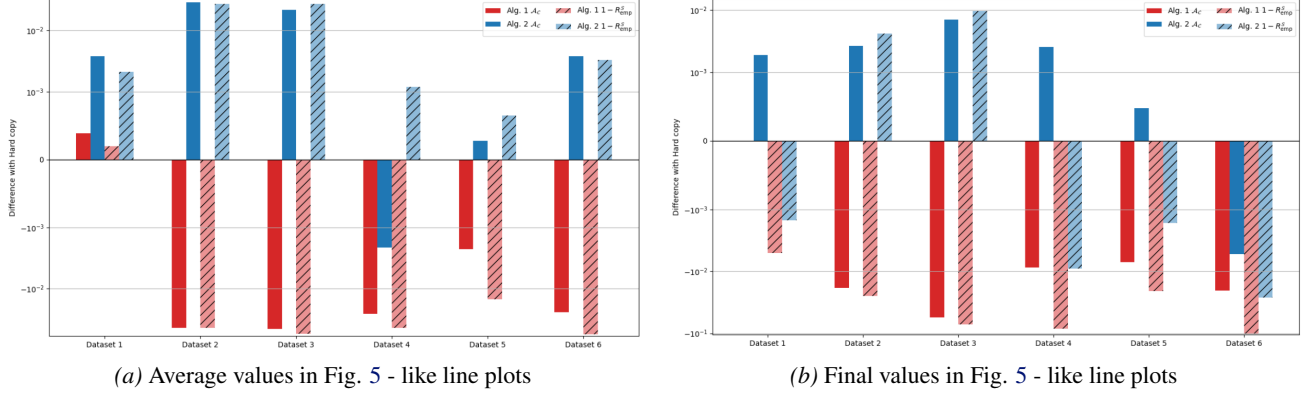 Difference with Hard copy
10⁻²
10⁻³
0
−10⁻³
−10⁻²
Alg. 1 𝒜_𝒞
Alg. 2 𝒜_𝒞
Alg. 1 1 − R^𝒮_emp
Alg. 2 1 − R^𝒮_emp
Dataset 1 Dataset 2 Dataset 3 Dataset 4 Dataset 5 Dataset 6
(a) Average values in Fig. 5 - like line plots
Difference with Hard copy
10⁻²
10⁻³
0
−10⁻³
−10⁻²
−10⁻¹
Alg. 1 𝒜_𝒞
Alg. 2 𝒜_𝒞
Alg. 1 1 − R^𝒮_emp
Alg. 2 1 − R^𝒮_emp
Dataset 1 Dataset 2 Dataset 3 Dataset 4 Dataset 5 Dataset 6
(b) Final values in Fig. 5 - like line plots